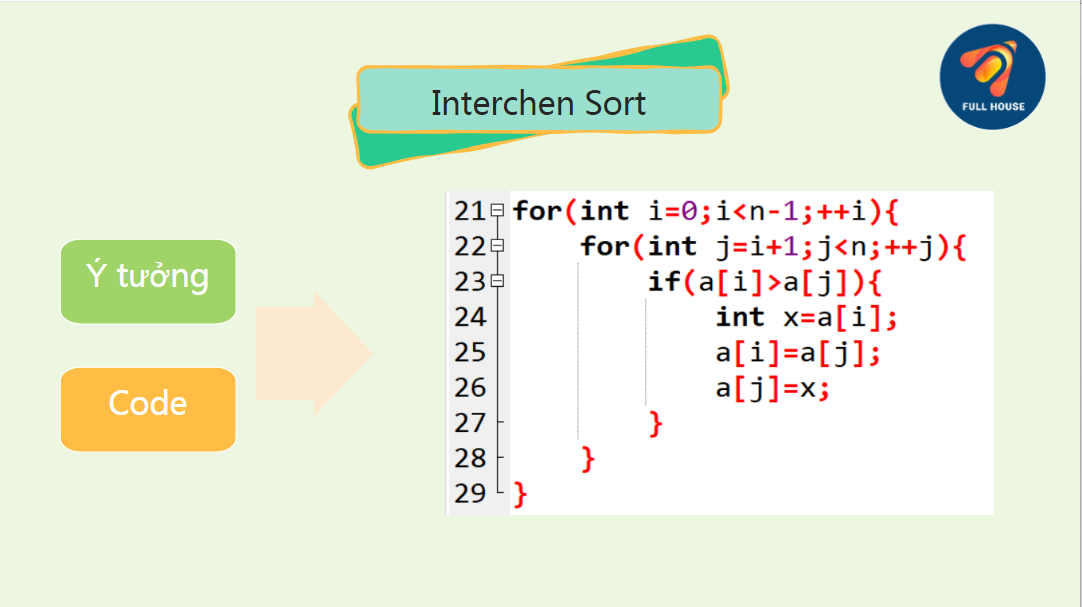 Interchen Sort
FULL HOUSE
Ý tưởng
Code
21 for(int i=0;i<n-1;++i){
22 for(int j=i+1;j<n;++j){
23 if(a[i]>a[j]){
24 int x=a[i];
25 a[i]=a[j];
26 a[j]=x;
27 }
28 }
29 }